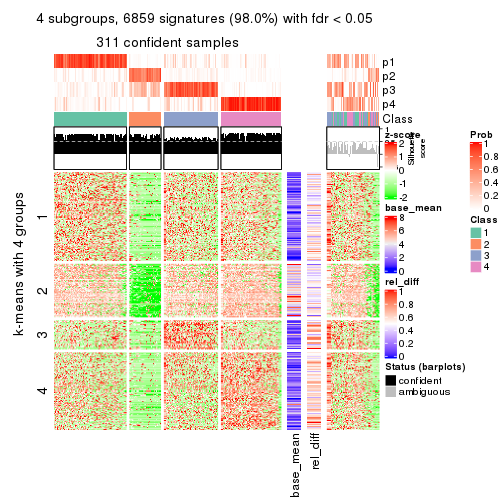 4 subgroups, 6859 signatures (98.0%) with fdr < 0.05
311 confident samples
p1
p2
p3
p4
Class
1
0
Silhouette
score
k-means with 4 groups
1
2
3
4
base_mean
rel_diff
z-score
2
1
0
-1
-2
base_mean
8
6
4
2
0
rel_diff
1
0.8
0.6
0.4
0.2
0
Status (barplots)
confident
ambiguous
Prob
1
0.8
0.6
0.4
0.2
0
Class
1
2
3
4